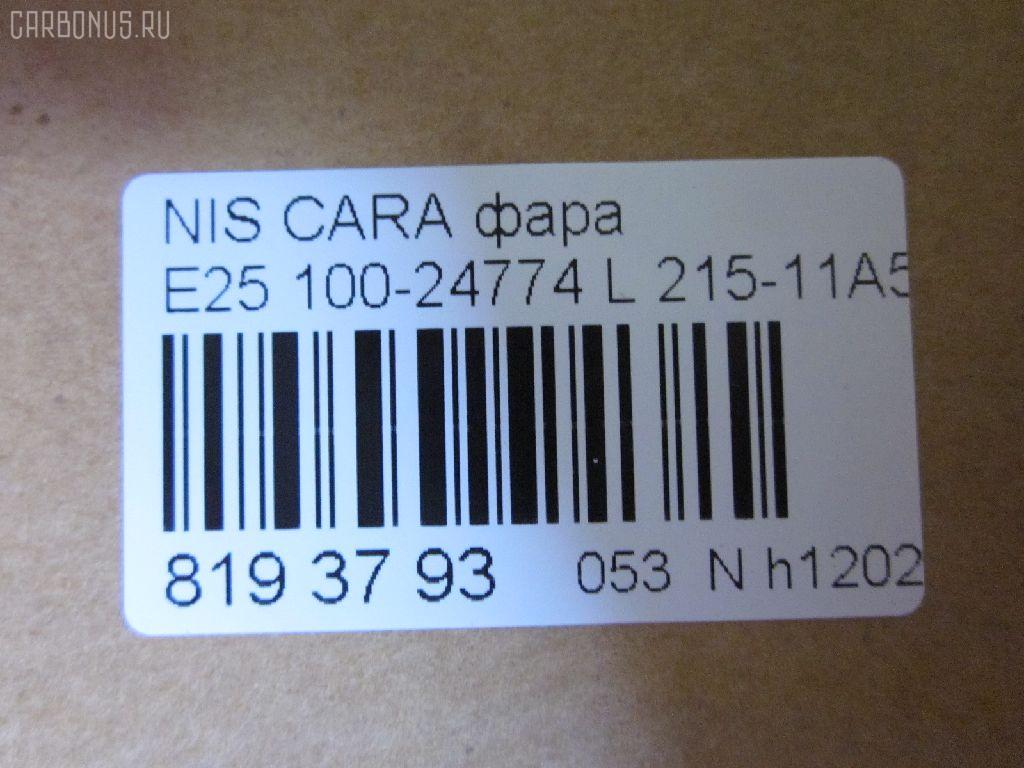 CARBONUS.RU
NIS CARA фара
E25 100-24774 L 215-11A5
819 37 93 053 N h1202